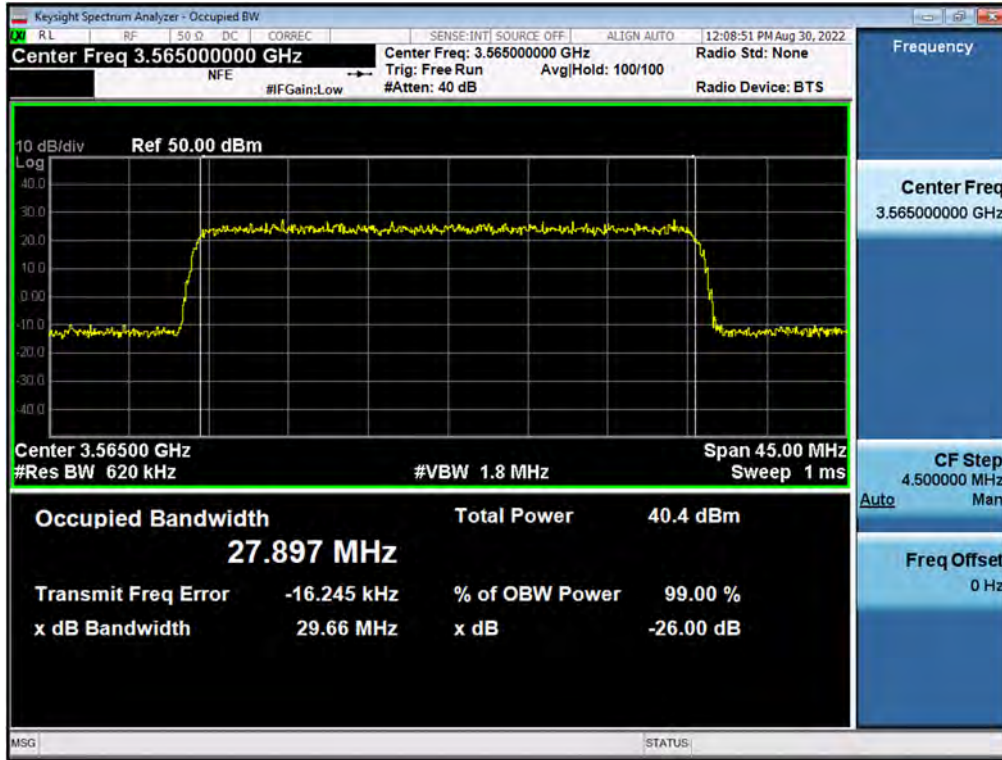 Keysight Spectrum Analyzer - Occupied BW
RL RF 50 Ω DC CORREC SENSE:INT SOURCE OFF ALIGN AUTO 12:08:51 PM Aug 30, 2022
Center Freq 3.565000000 GHz
NFE
#IFGain:Low
Center Freq: 3.565000000 GHz
Trig: Free Run Avg|Hold: 100/100
#Atten: 40 dB
Radio Std: None
Radio Device: BTS
10 dB/div Ref 50.00 dBm
Log
40.0
30.0
20.0
10.0
0.00
-10.0
-20.0
-30.0
-40.0
Center 3.56500 GHz Span 45.00 MHz
#Res BW 620 kHz #VBW 1.8 MHz Sweep 1 ms
Occupied Bandwidth Total Power 40.4 dBm
27.897 MHz
Transmit Freq Error -16.245 kHz % of OBW Power 99.00 %
x dB Bandwidth 29.66 MHz x dB -26.00 dB
MSG STATUS
Frequency
Center Freq
3.565000000 GHz
CF Step
4.500000 MHz
Auto Man
Freq Offset
0 Hz